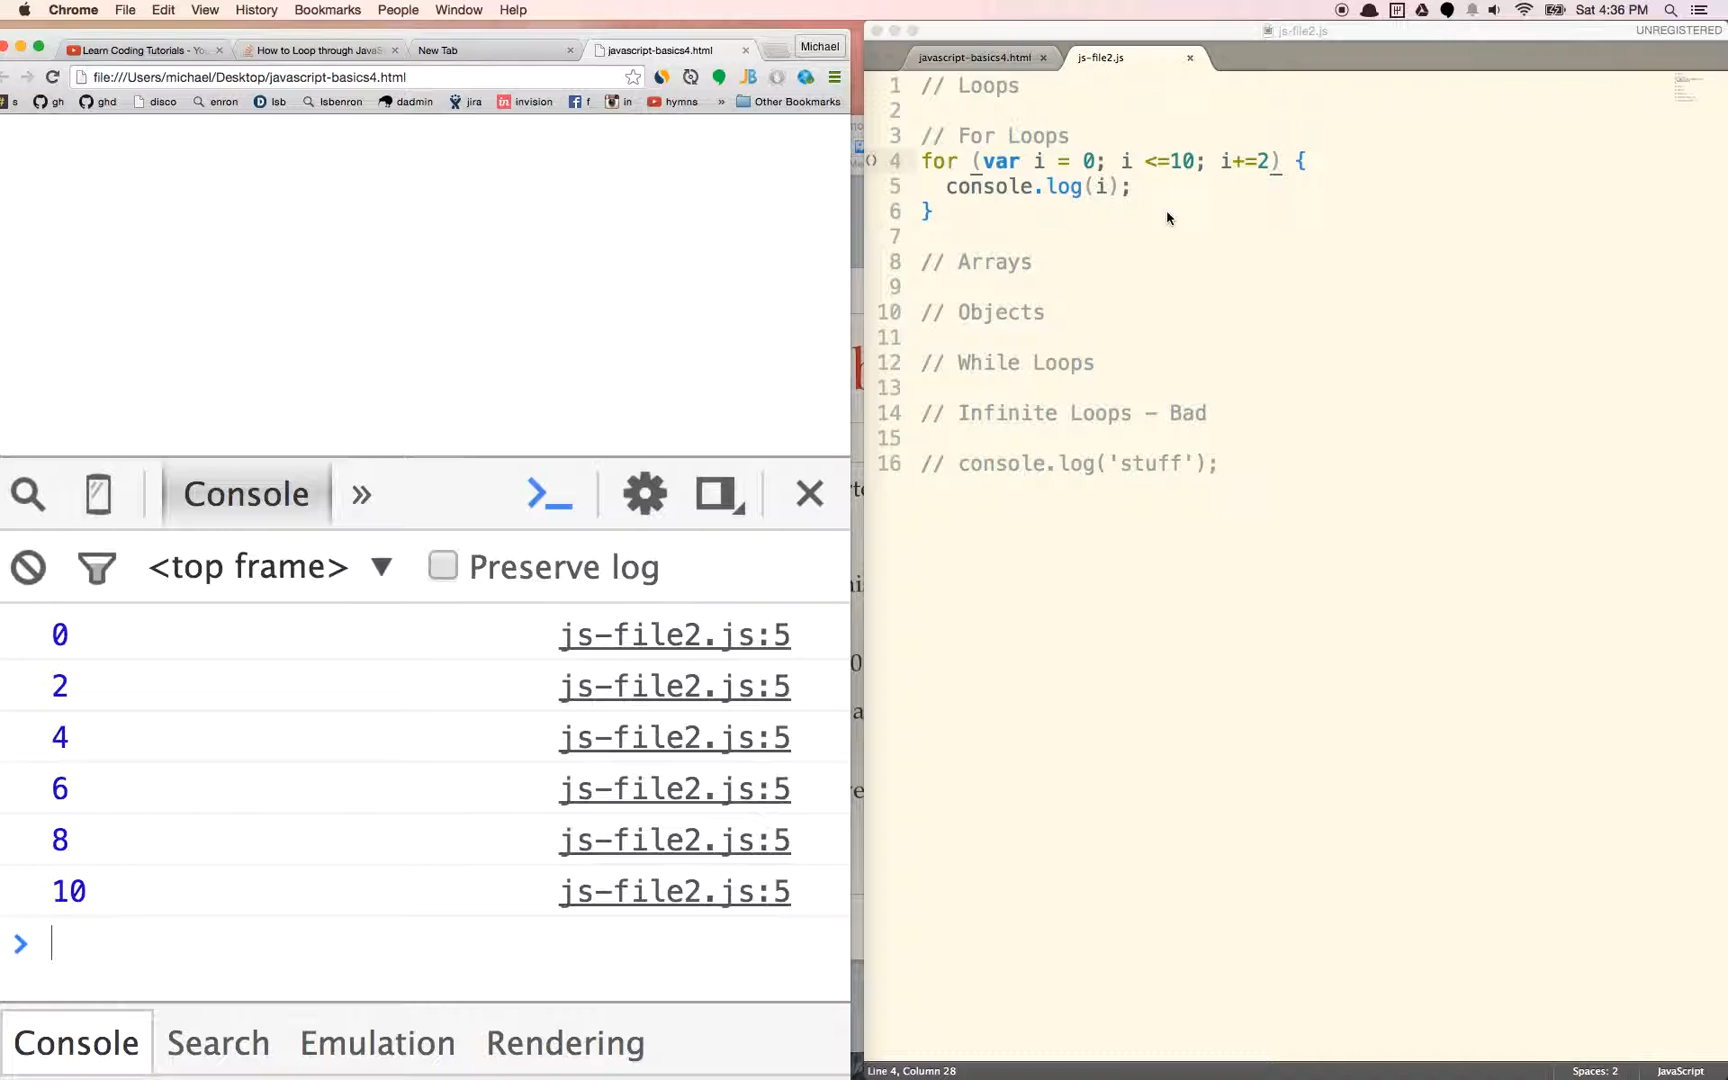 Chrome File Edit View History Bookmarks People Window Help Sat 4:36 PM
Learn Coding Tutorials - Yo How to Loop through JavaS New Tab javascript-basics4.html Michael
file:///Users/michael/Desktop/javascript-basics4.html
s gh ghd disco enron lsb lsbenron dadmin jira invision f in hymns » Other Bookmarks
Console »
<top frame> ▼ Preserve log
0 js-file2.js:5
2 js-file2.js:5
4 js-file2.js:5
6 js-file2.js:5
8 js-file2.js:5
10 js-file2.js:5
>
Console Search Emulation Rendering
js-file2.js UNREGISTERED
javascript-basics4.html js-file2.js
1 // Loops
2
3 // For Loops
4 for (var i = 0; i <=10; i+=2) {
5 console.log(i);
6 }
7
8 // Arrays
9
10 // Objects
11
12 // While Loops
13
14 // Infinite Loops - Bad
15
16 // console.log('stuff');
Line 4, Column 28 Spaces: 2 JavaScript